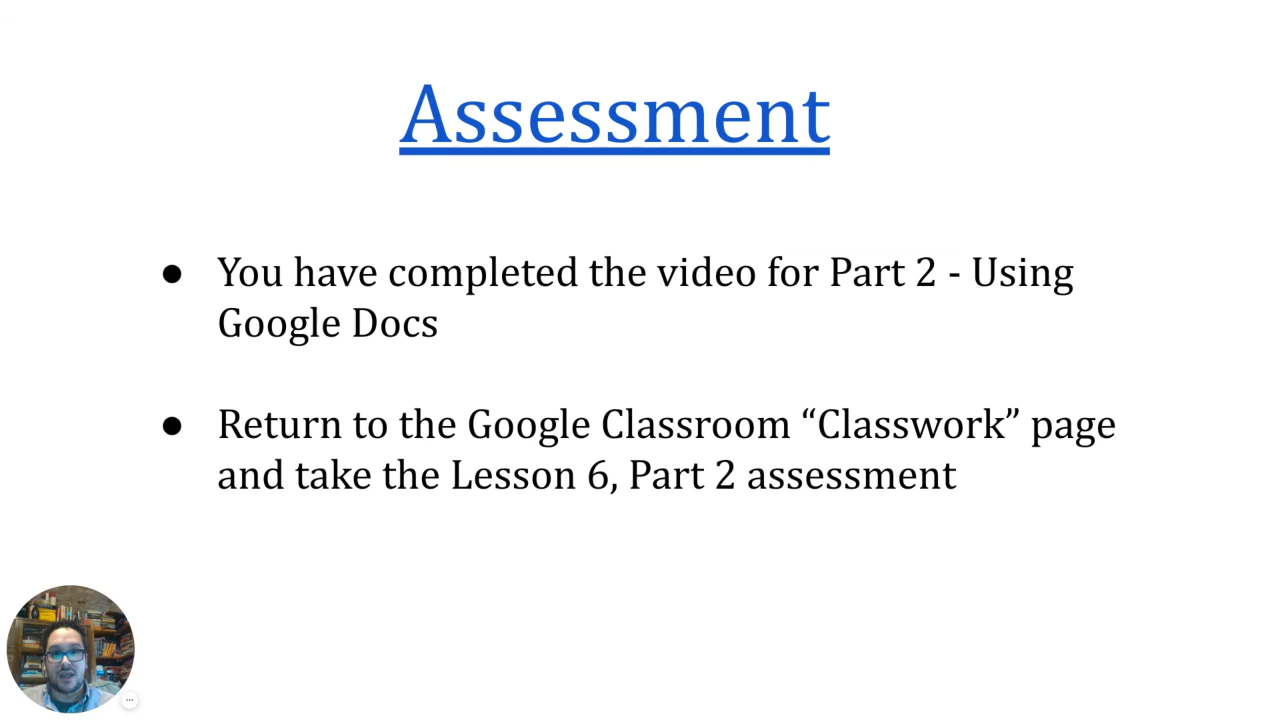 Assessment
● You have completed the video for Part 2 - Using
Google Docs
● Return to the Google Classroom “Classwork” page
and take the Lesson 6, Part 2 assessment